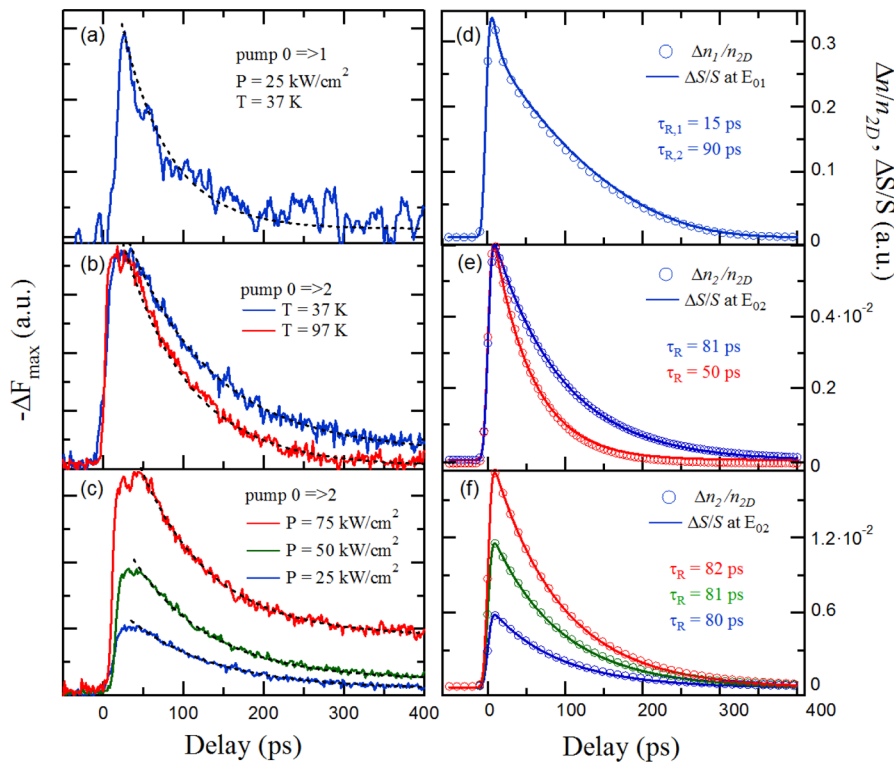 (a)
pump 0 =>1
P = 25 kW/cm²
T = 37 K
(b)
pump 0 =>2
T = 37 K
T = 97 K
(c)
pump 0 =>2
P = 75 kW/cm²
P = 50 kW/cm²
P = 25 kW/cm²
-ΔFmax (a.u.)
0 100 200 300 400
Delay (ps)
(d)
Δn₁/n2D
ΔS/S at E₀₁
τR,1 = 15 ps
τR,2 = 90 ps
0.3
0.2
0.1
0
(e)
Δn₂/n2D
ΔS/S at E₀₂
τR = 81 ps
τR = 50 ps
0.4·10⁻²
0.2
0
(f)
Δn₂/n2D
ΔS/S at E₀₂
τR = 82 ps
τR = 81 ps
τR = 80 ps
1.2·10⁻²
0.6
0
Δn/n2D, ΔS/S (a.u.)
0 100 200 300 400
Delay (ps)